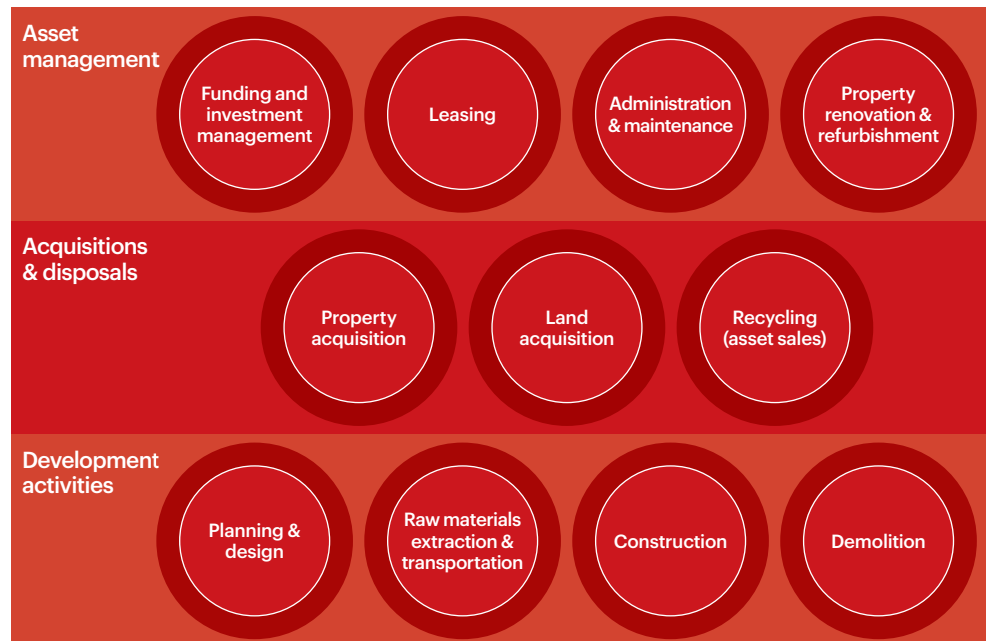 Asset
management
Funding and
investment
management
Leasing
Administration
& maintenance
Property
renovation &
refurbishment
Acquisitions
& disposals
Property
acquisition
Land
acquisition
Recycling
(asset sales)
Development
activities
Planning &
design
Raw materials
extraction &
transportation
Construction
Demolition